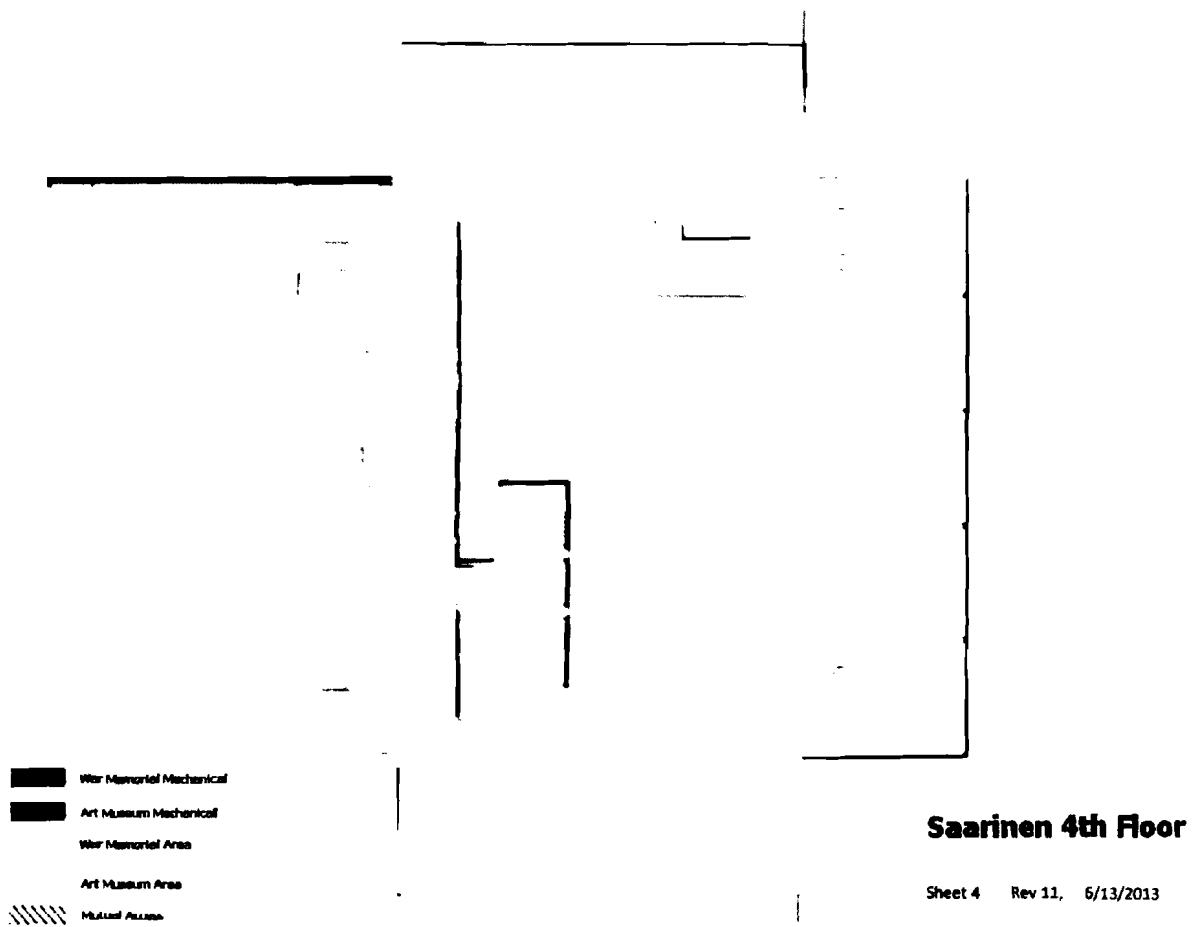 War Memorial Mechanical
Art Museum Mechanical
War Memorial Area
Art Museum Area
Mutual Access
Saarinen 4th Floor
Sheet 4 Rev 11, 6/13/2013